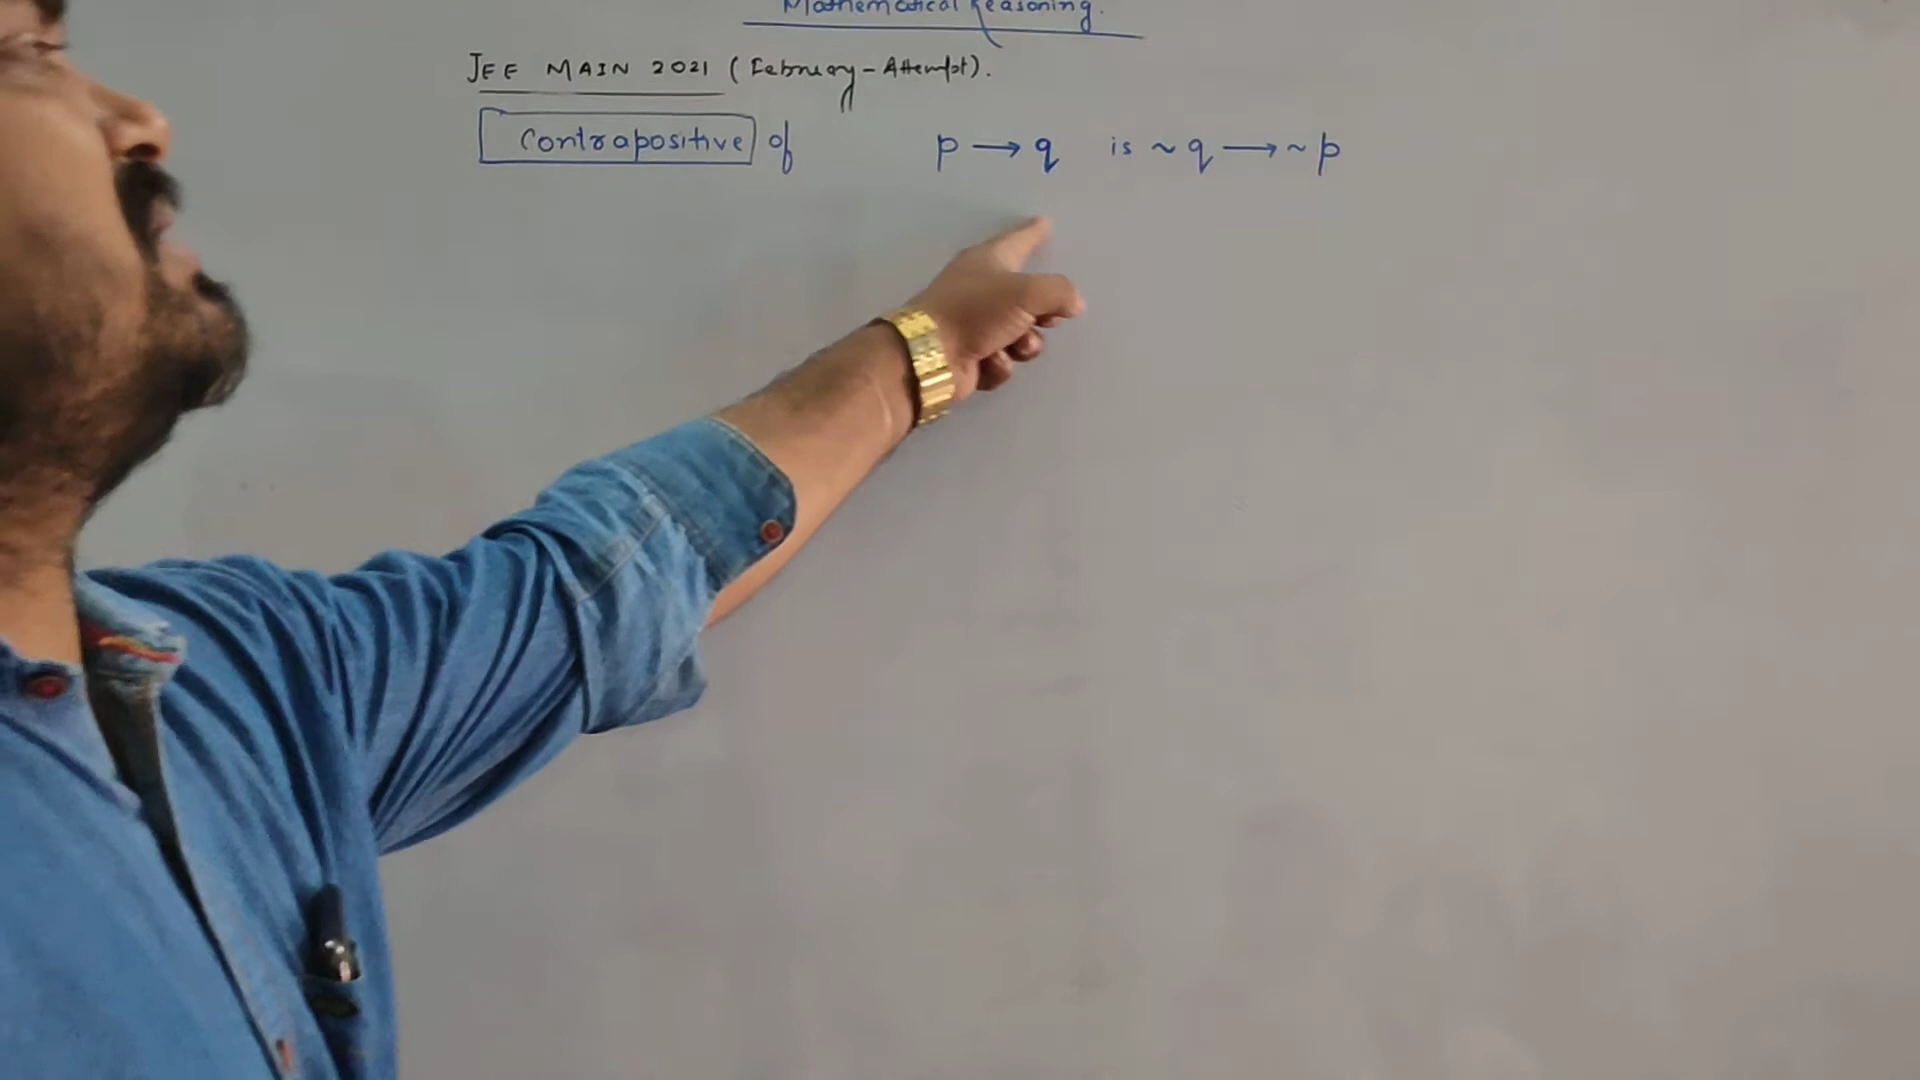 Mathematical Reasoning.
JEE MAIN 2021 (February-Attempt).
Contrapositive of p → q is ~q → ~p